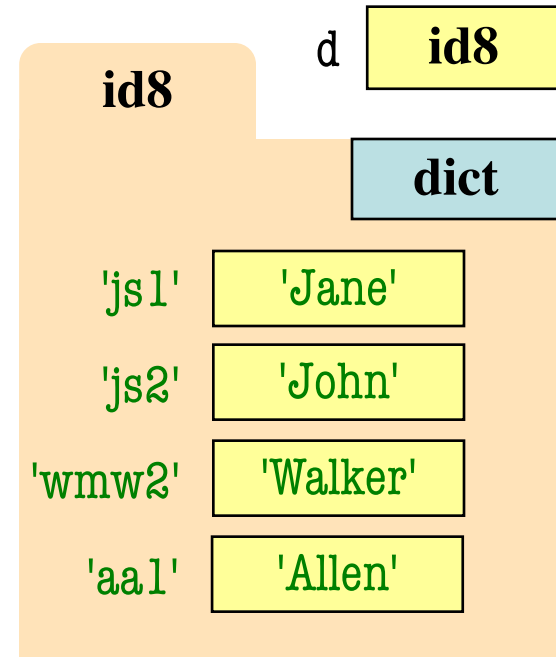 d id8
id8
dict
'js1' 'Jane'
'js2' 'John'
'wmw2' 'Walker'
'aa1' 'Allen'